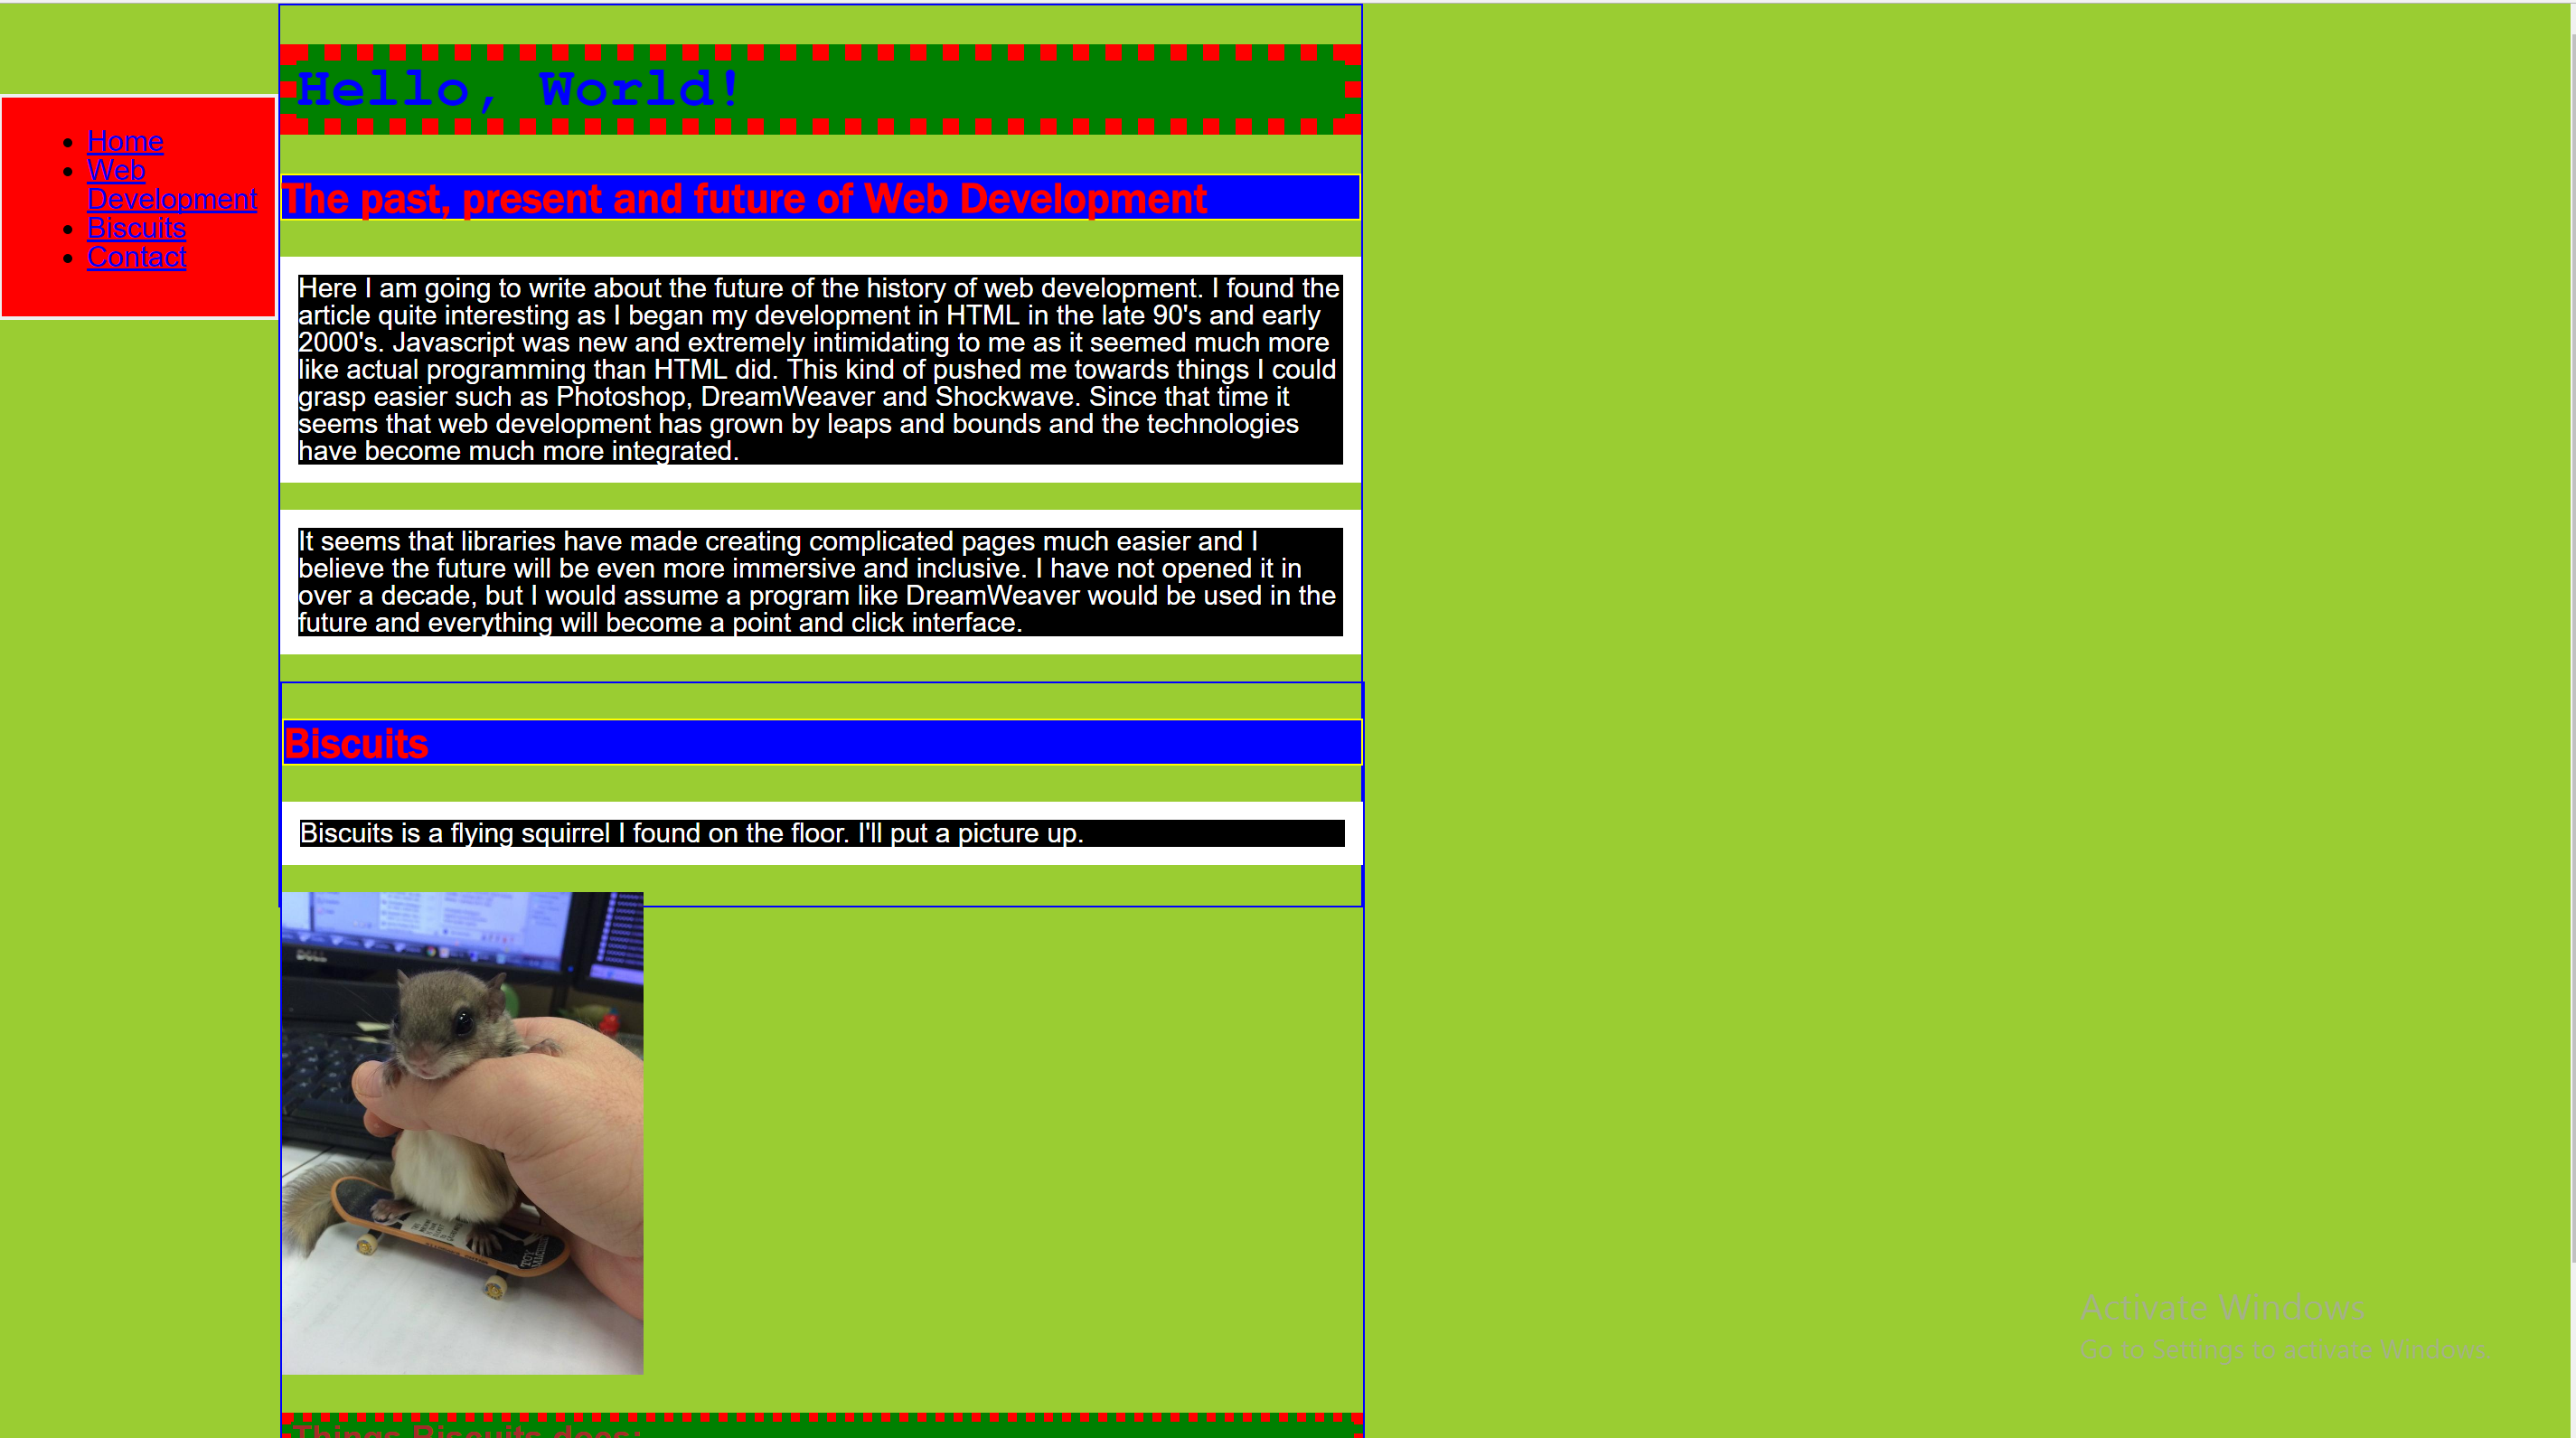 Hello, World!
Home
Web
Development
Biscuits
Contact
The past, present and future of Web Development
Here I am going to write about the future of the history of web development. I found the
article quite interesting as I began my development in HTML in the late 90's and early
2000's. Javascript was new and extremely intimidating to me as it seemed much more
like actual programming than HTML did. This kind of pushed me towards things I could
grasp easier such as Photoshop, DreamWeaver and Shockwave. Since that time it
seems that web development has grown by leaps and bounds and the technologies
have become much more integrated.
It seems that libraries have made creating complicated pages much easier and I
believe the future will be even more immersive and inclusive. I have not opened it in
over a decade, but I would assume a program like DreamWeaver would be used in the
future and everything will become a point and click interface.
Biscuits
Biscuits is a flying squirrel I found on the floor. I'll put a picture up.
DELL
TOY
MACHINE
Activate Windows
Go to Settings to activate Windows.
Things Biscuits does: